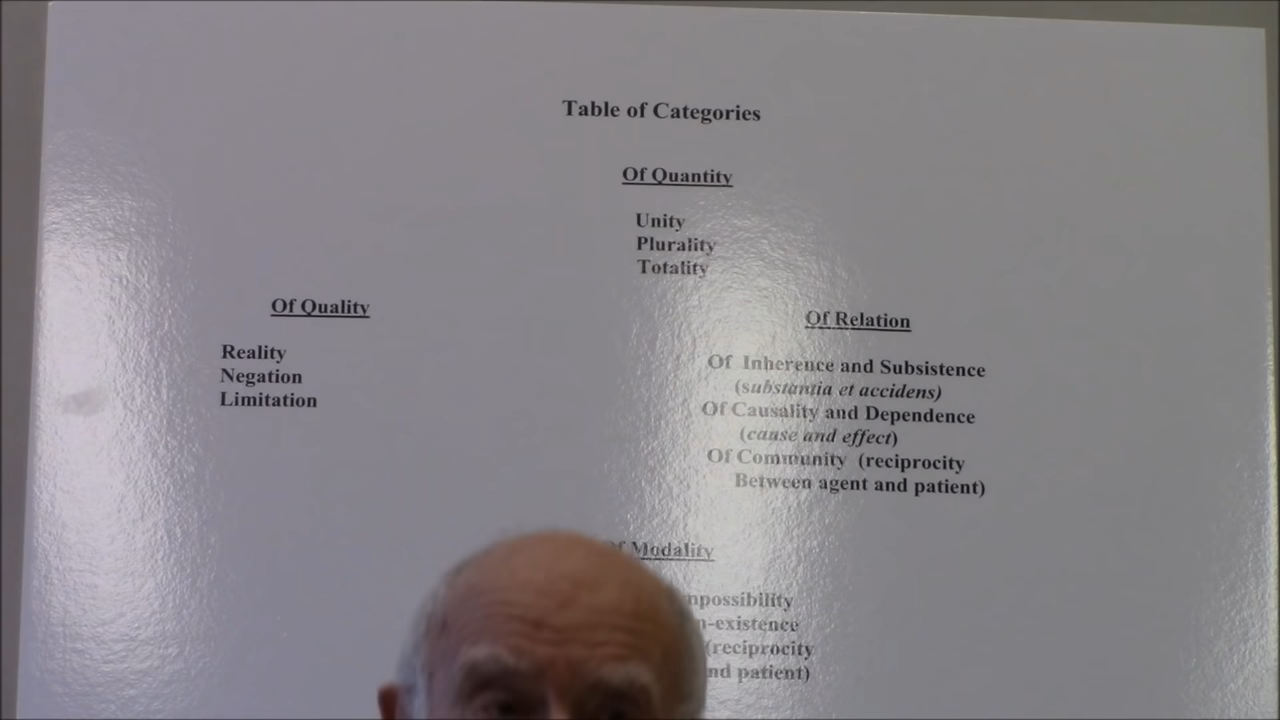 Table of Categories
Of Quantity
Unity
Plurality
Totality
Of Quality
Reality
Negation
Limitation
Of Relation
Of Inherence and Subsistence
(substantia et accidens)
Of Causality and Dependence
(cause and effect)
Of Community (reciprocity
Between agent and patient)
Of Modality
mpossibility
n-existence
(reciprocity
nd patient)